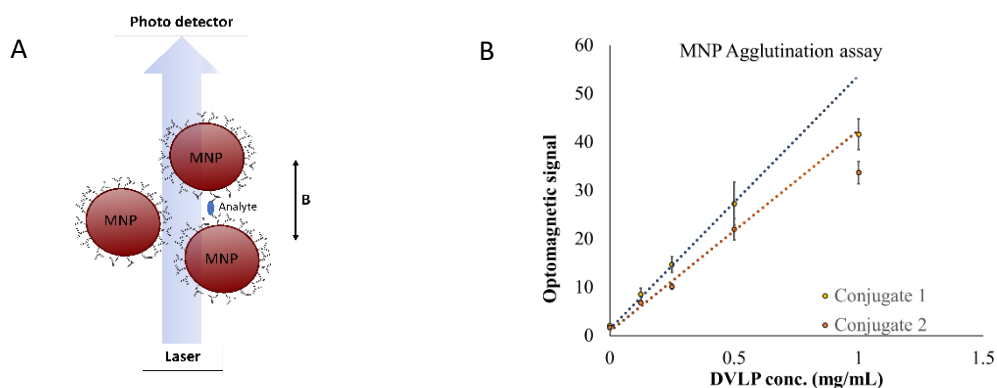 A
Photo detector
MNP
Analyte
B
MNP
MNP
Laser
B
MNP Agglutination assay
Optomagnetic signal
60
50
40
30
20
10
0
0
0.5
1
1.5
Conjugate 1
Conjugate 2
DVLP conc. (mg/mL)